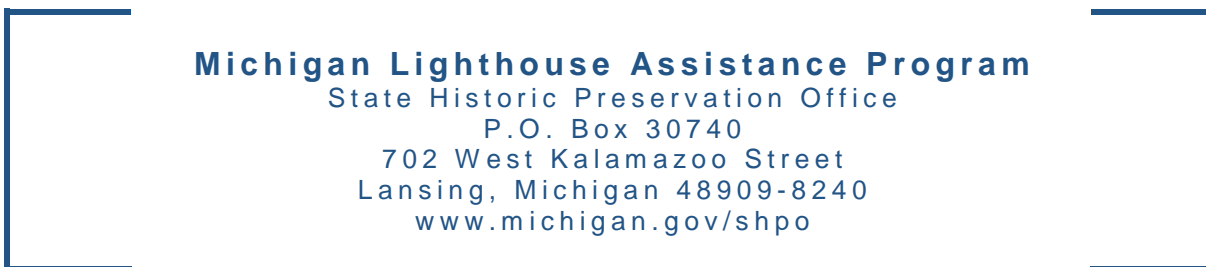 Michigan Lighthouse Assistance Program
State Historic Preservation Office
P.O. Box 30740
702 West Kalamazoo Street
Lansing, Michigan 48909-8240
www.michigan.gov/shpo